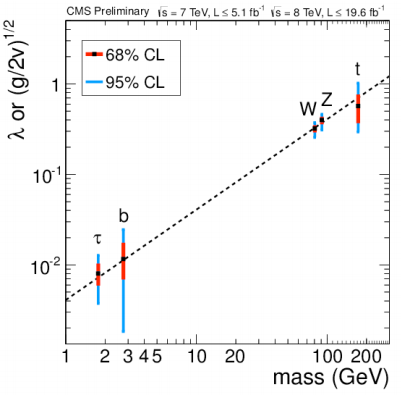 CMS Preliminary √s = 7 TeV, L ≤ 5.1 fb⁻¹ √s = 8 TeV, L ≤ 19.6 fb⁻¹
λ or (g/2v)^1/2
68% CL
95% CL
1
10⁻¹
10⁻²
t
W Z
b
τ
1 2 3 4 5 10 20 100 200
mass (GeV)